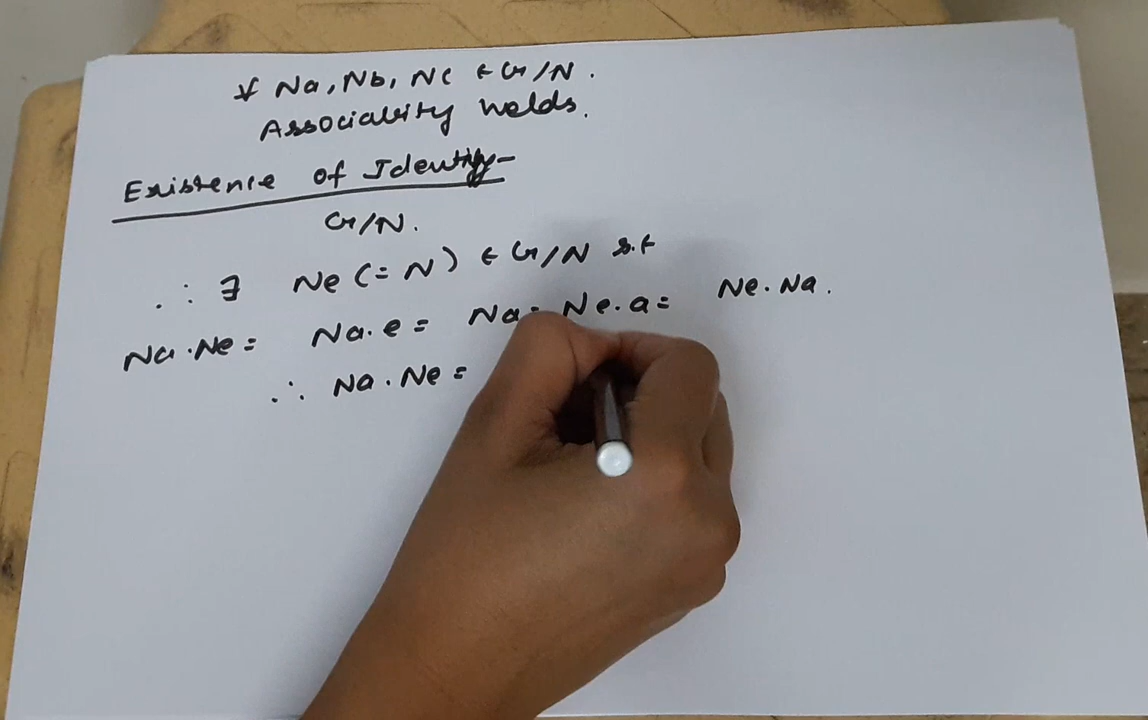 ∀ Na, Nb, Nc ∈ G/N.
Associativity holds.
Existence of Identity-
G/N.
∴ ∃ Ne (= N) ∈ G/N s.t
Na·Ne = Na·e = Na = Ne·a = Ne·Na.
∴ Na·Ne =